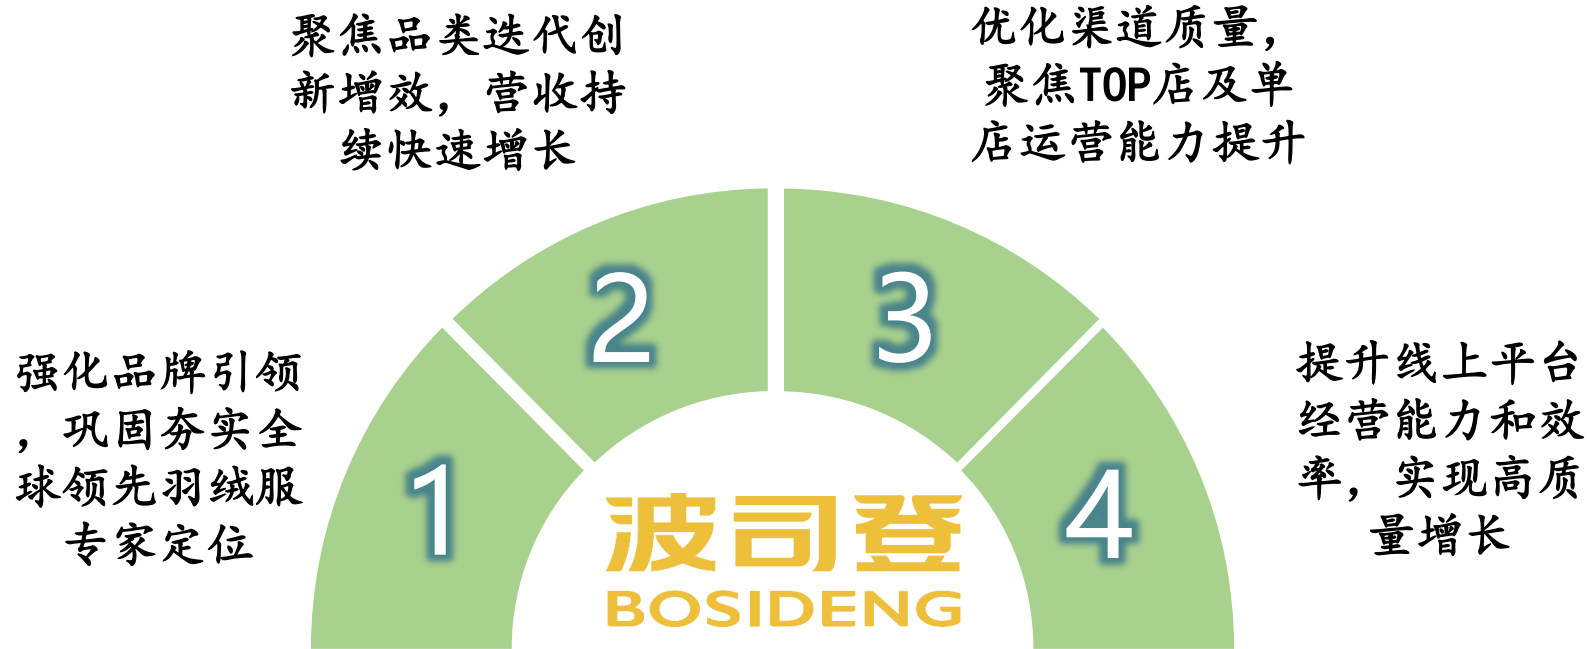 强化品牌引领
，巩固夯实全
球领先羽绒服
专家定位
1
聚焦品类迭代创
新增效，营收持
续快速增长
2
优化渠道质量，
聚焦TOP店及单
店运营能力提升
3
提升线上平台
经营能力和效
率，实现高质
量增长
4
波司登
BOSIDENG